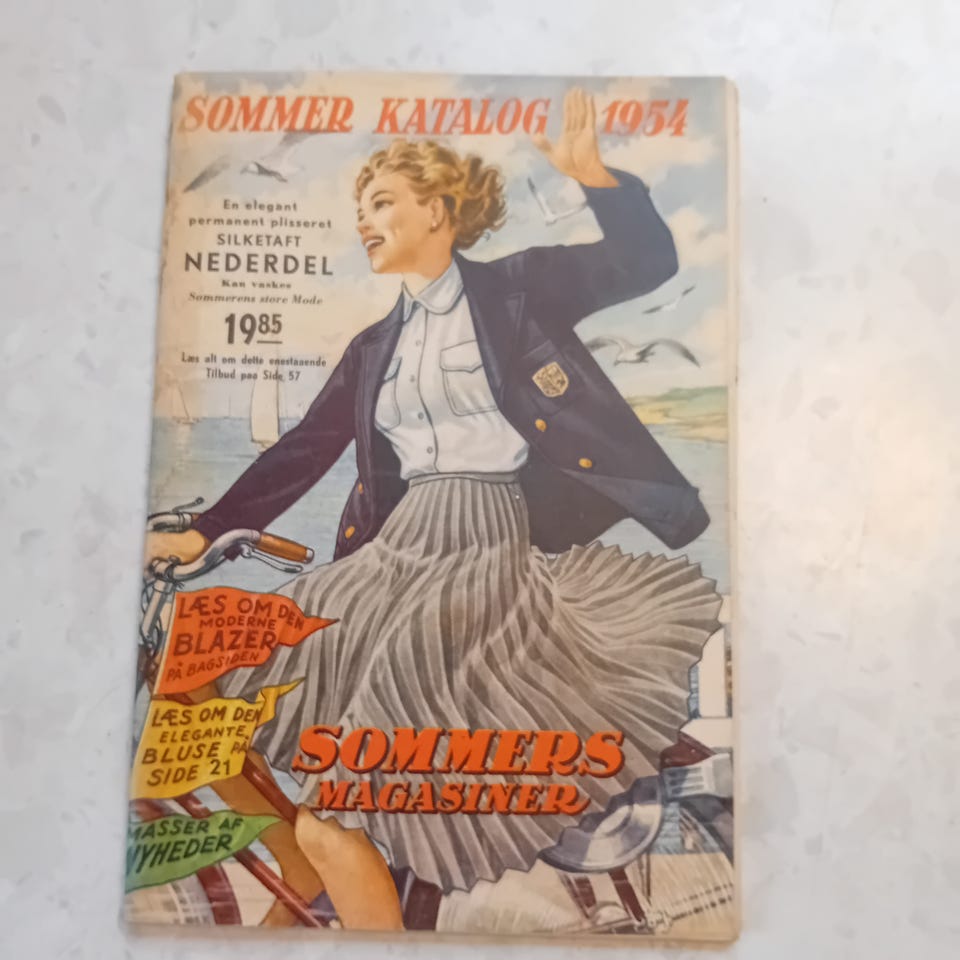 SOMMER KATALOG 1954
En elegant
permanent plisseret
SILKETAFT
NEDERDEL
Kan vaskes
Sommerens store Mode
19 85
Læs alt om dette enestaaende
Tilbud paa Side 57
LÆS OM DEN
MODERNE
BLAZER
PÅ BAGSIDEN
LÆS OM DEN
ELEGANTE
BLUSE PÅ
SIDE 21
MASSER AF
NYHEDER
SOMMERS
MAGASINER